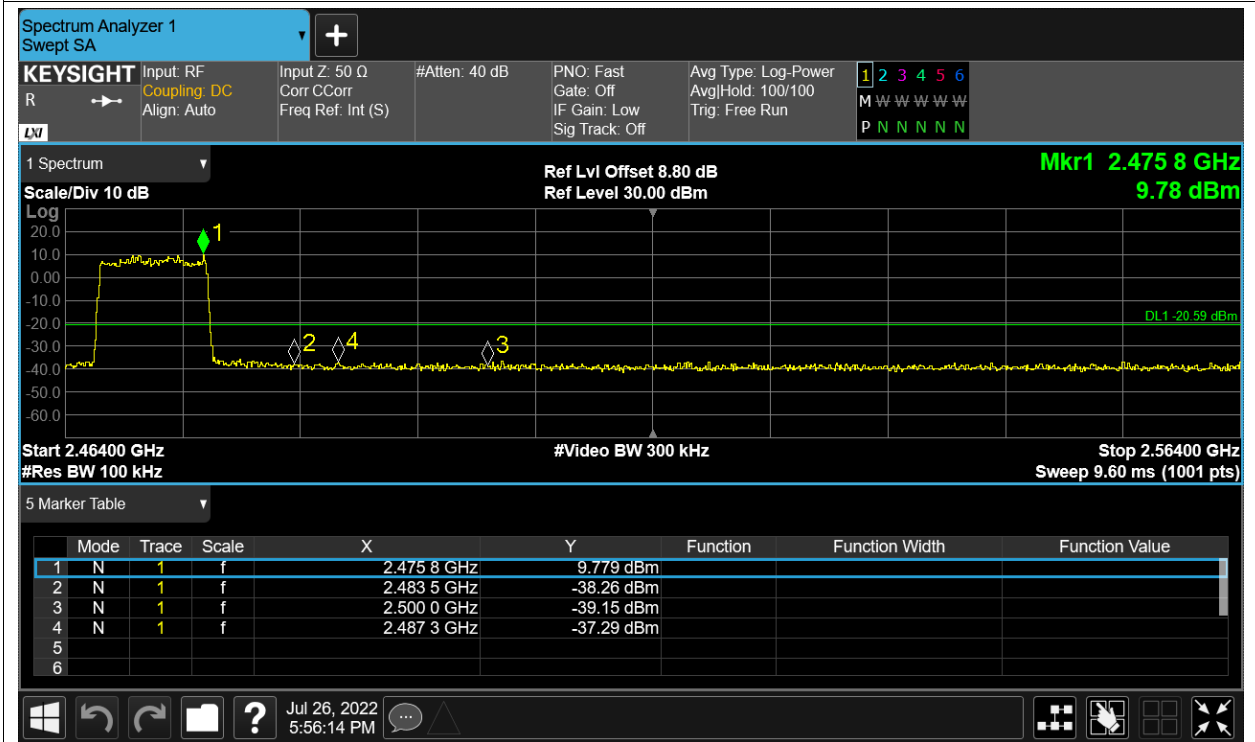 Spectrum Analyzer 1
Swept SA
KEYSIGHT Input: RF Input Z: 50 Ω #Atten: 40 dB PNO: Fast Avg Type: Log-Power 1 2 3 4 5 6
R Coupling: DC Corr CCorr Gate: Off Avg|Hold: 100/100
Align: Auto Freq Ref: Int (S) IF Gain: Low Trig: Free Run M W W W W W W
LXI Sig Track: Off P N N N N N N
1 Spectrum Ref Lvl Offset 8.80 dB Mkr1 2.475 8 GHz
Scale/Div 10 dB Ref Level 30.00 dBm 9.78 dBm
Log
20.0 1
10.0
0.00
-10.0
-20.0 DL1 -20.59 dBm
-30.0 2 4 3
-40.0
-50.0
-60.0
Start 2.46400 GHz #Video BW 300 kHz Stop 2.56400 GHz
#Res BW 100 kHz Sweep 9.60 ms (1001 pts)
5 Marker Table
Mode Trace Scale X Y Function Function Width Function Value
1 N 1 f 2.475 8 GHz 9.779 dBm
2 N 1 f 2.483 5 GHz -38.26 dBm
3 N 1 f 2.500 0 GHz -39.15 dBm
4 N 1 f 2.487 3 GHz -37.29 dBm
5
6
? Jul 26, 2022
5:56:14 PM